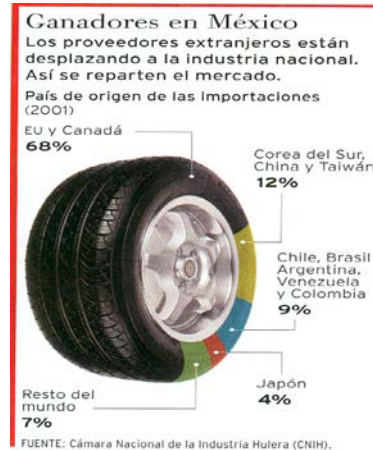 Ganadores en México
Los proveedores extranjeros están
desplazando a la industria nacional.
Así se reparten el mercado.
País de origen de las importaciones
(2001)
EU y Canadá
68%
Corea del Sur,
China y Taiwán
12%
Chile, Brasil
Argentina,
Venezuela
y Colombia
9%
Japón
4%
Resto del
mundo
7%
FUENTE: Cámara Nacional de la Industria Hulera (CNIH).